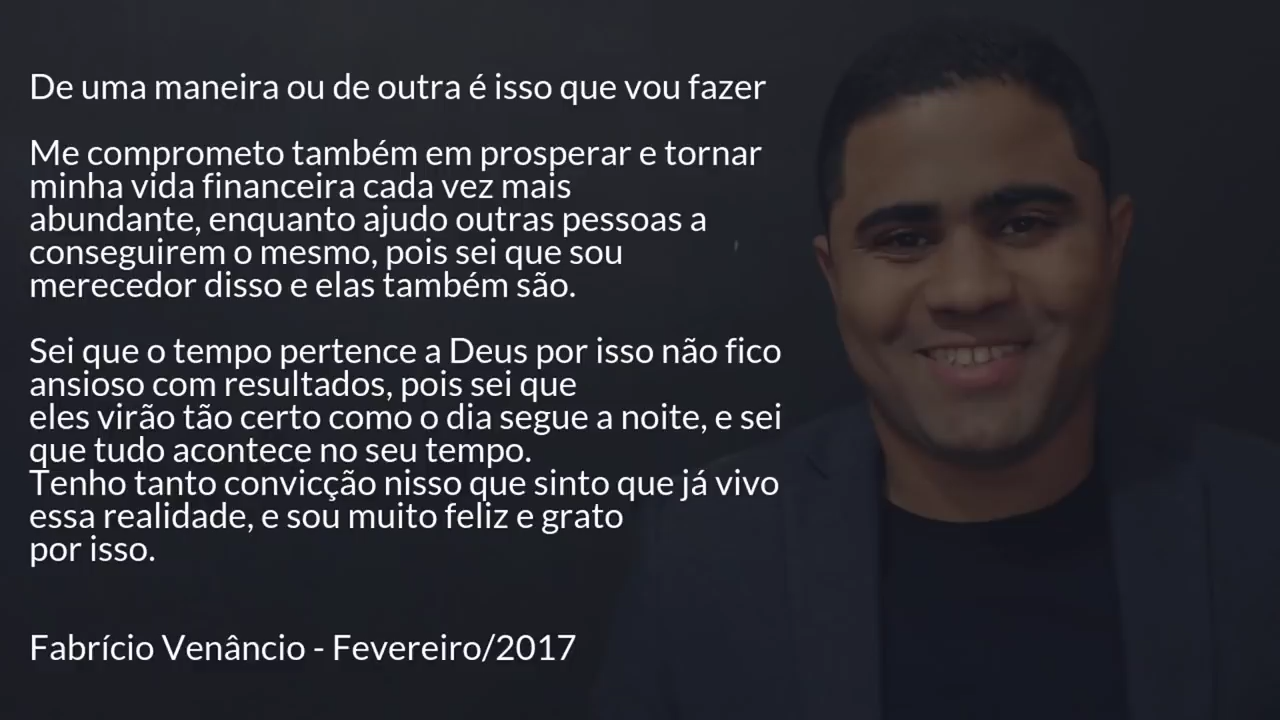 De uma maneira ou de outra é isso que vou fazer
Me comprometo também em prosperar e tornar
minha vida financeira cada vez mais
abundante, enquanto ajudo outras pessoas a
conseguirem o mesmo, pois sei que sou
merecedor disso e elas também são.
Sei que o tempo pertence a Deus por isso não fico
ansioso com resultados, pois sei que
eles virão tão certo como o dia segue a noite, e sei
que tudo acontece no seu tempo.
Tenho tanto convicção nisso que sinto que já vivo
essa realidade, e sou muito feliz e grato
por isso.
Fabrício Venâncio - Fevereiro/2017